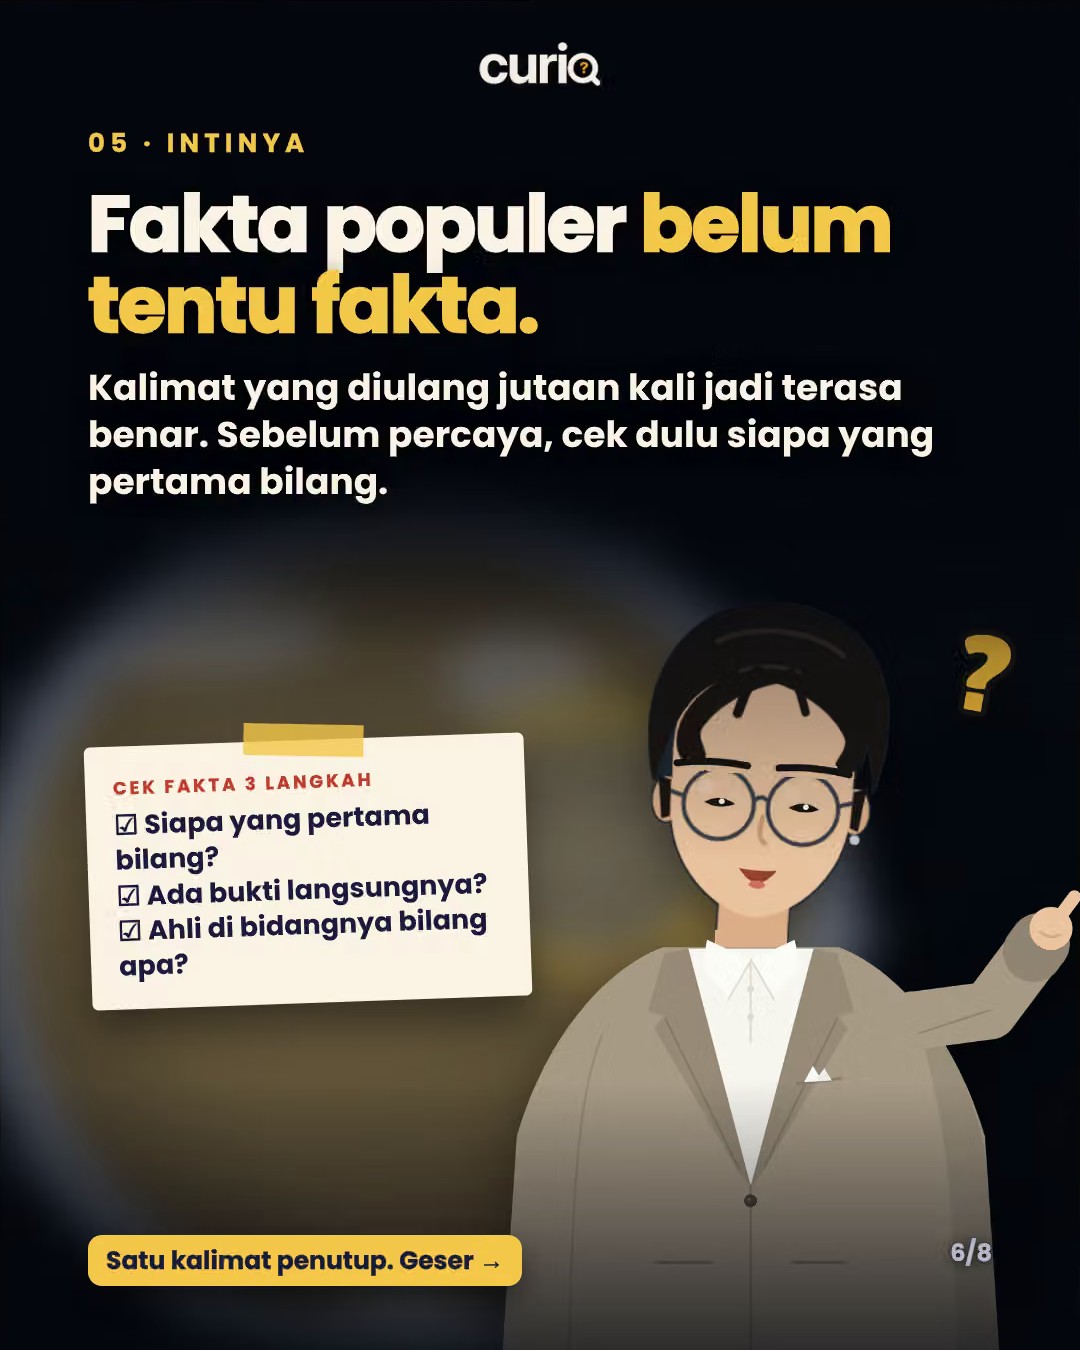 curio
05 · INTINYA
Fakta populer belum
tentu fakta.
Kalimat yang diulang jutaan kali jadi terasa
benar. Sebelum percaya, cek dulu siapa yang
pertama bilang.
?
CEK FAKTA 3 LANGKAH
☑ Siapa yang pertama
bilang?
☑ Ada bukti langsungnya?
☑ Ahli di bidangnya bilang
apa?
Satu kalimat penutup. Geser →
6/8